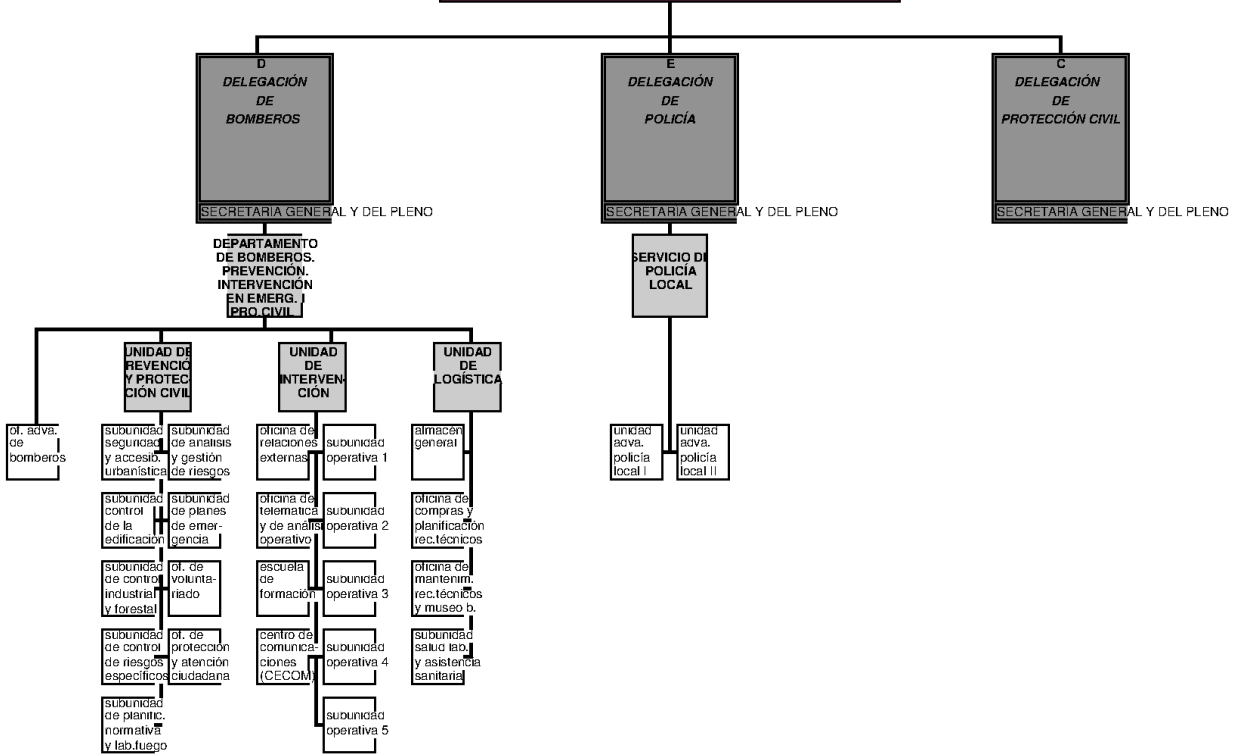 D
DELEGACIÓN
DE
BOMBEROS
SECRETARIA GENERAL Y DEL PLENO
E
DELEGACIÓN
DE
POLICÍA
SECRETARIA GENERAL Y DEL PLENO
C
DELEGACIÓN
DE
PROTECCIÓN CIVIL
SECRETARIA GENERAL Y DEL PLENO
DEPARTAMENTO
DE BOMBEROS.
PREVENCIÓN.
INTERVENCIÓN
EN EMERG. I
PRO.CIVIL
SERVICIO DE
POLICÍA
LOCAL
UNIDAD DE
REVENCIÓ
Y PROTEC-
CIÓN CIVIL
UNIDAD
DE
INTERVEN-
CIÓN
UNIDAD
DE
LOGÍSTICA
of. adva.
de
bomberos
subunidad
seguridad
y accesib.
urbanística
subunidad
de analisis
y gestión
de riesgos
subunidad
control
de la
edificación
subunidad
de planes
de emer-
gencia
subunidad
de control
industrial
y forestal
of. de
volunta-
riado
subunidad
de control
de riesgos
específicos
of. de
protección
y atención
ciudadana
subunidad
de planific.
normativa
y lab.fuego
oficina de
relaciones
externas
subunidad
operativa 1
oficina de
telematica
y de análisi
operativo
subunidad
operativa 2
escuela
de
formación
subunidad
operativa 3
centro de
comunica-
ciones
(CECOM)
subunidad
operativa 4
subunidad
operativa 5
almacén
general
oficina de
compras y
planificación
rec.técnicos
oficina de
mantenim.
rec.técnicos
y museo b.
subunidad
salud lab.
y asistencia
sanitaria
unidad
adva.
policía
local I
unidad
adva.
policía
local II